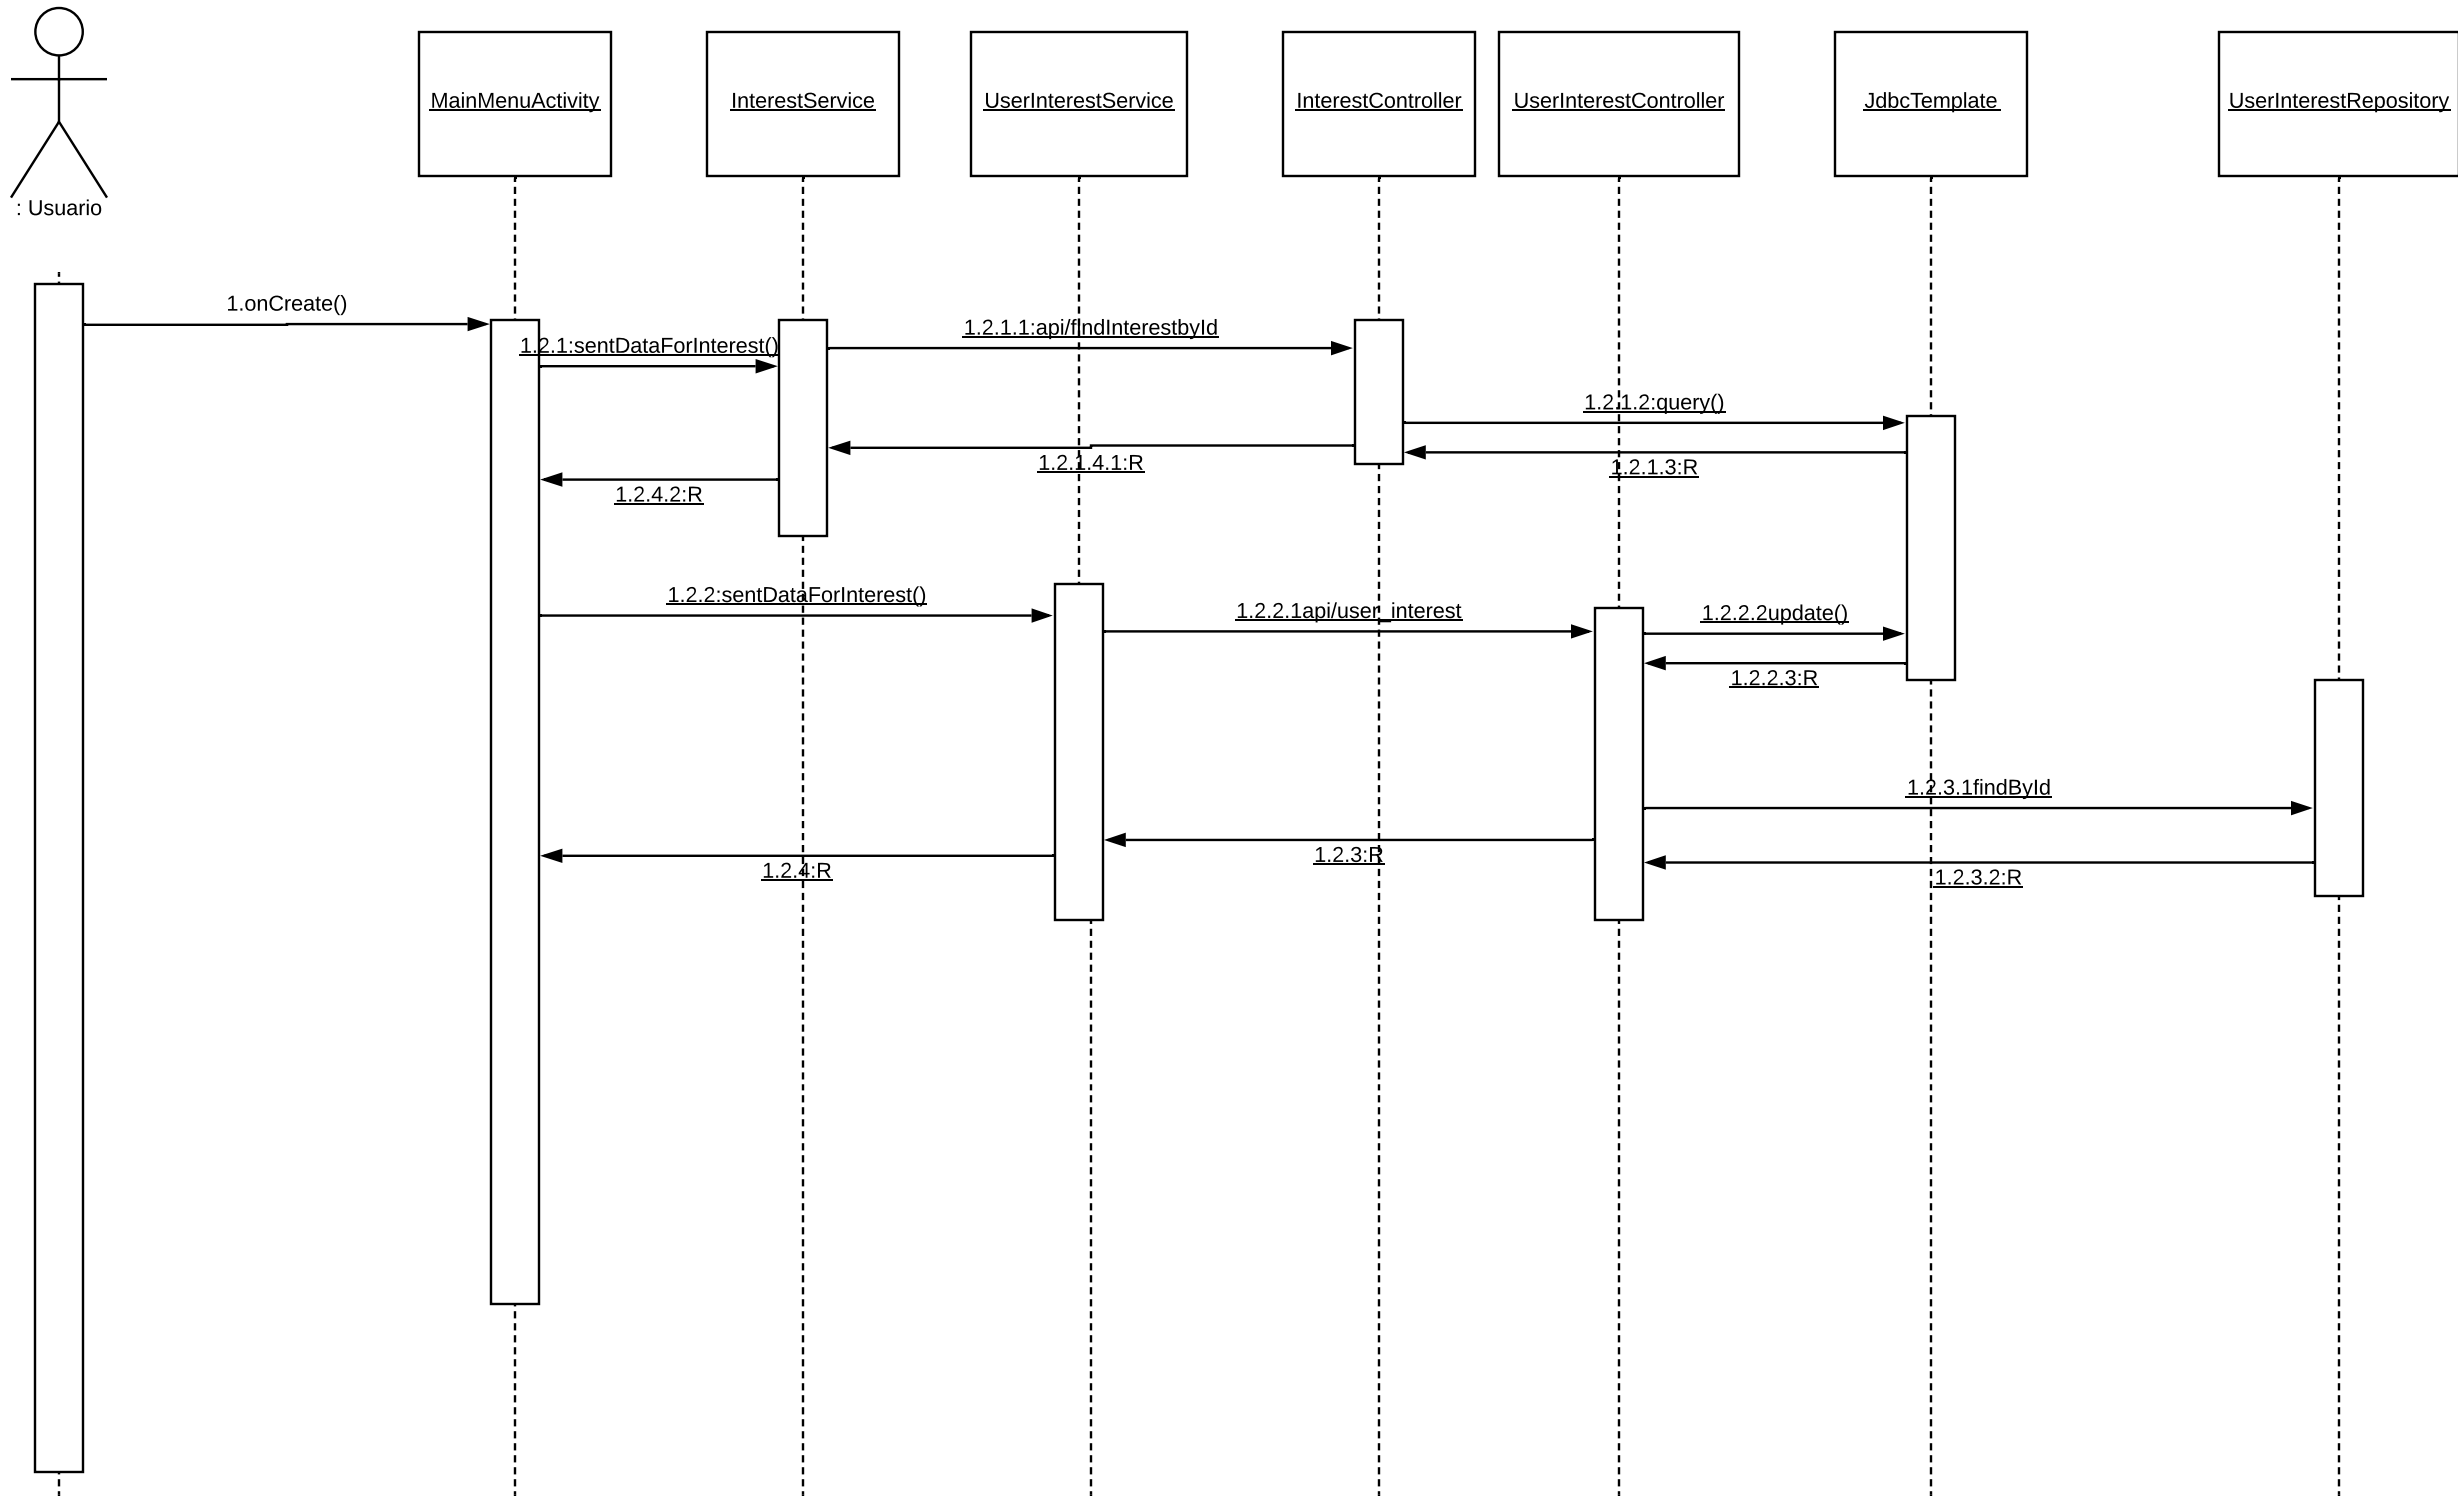 MainMenuActivity
InterestService
UserInterestService
InterestController
UserInterestController
JdbcTemplate
UserInterestRepository
: Usuario
1.onCreate()
1.2.1:sentDataForInterest()
1.2.1.1:api/findInterestbyId
1.2.1.2:query()
1.2.1.4.1:R
1.2.1.3:R
1.2.4.2:R
1.2.2:sentDataForInterest()
1.2.2.1api/user_interest
1.2.2.2update()
1.2.2.3:R
1.2.3.1findById
1.2.3:R
1.2.4:R
1.2.3.2:R